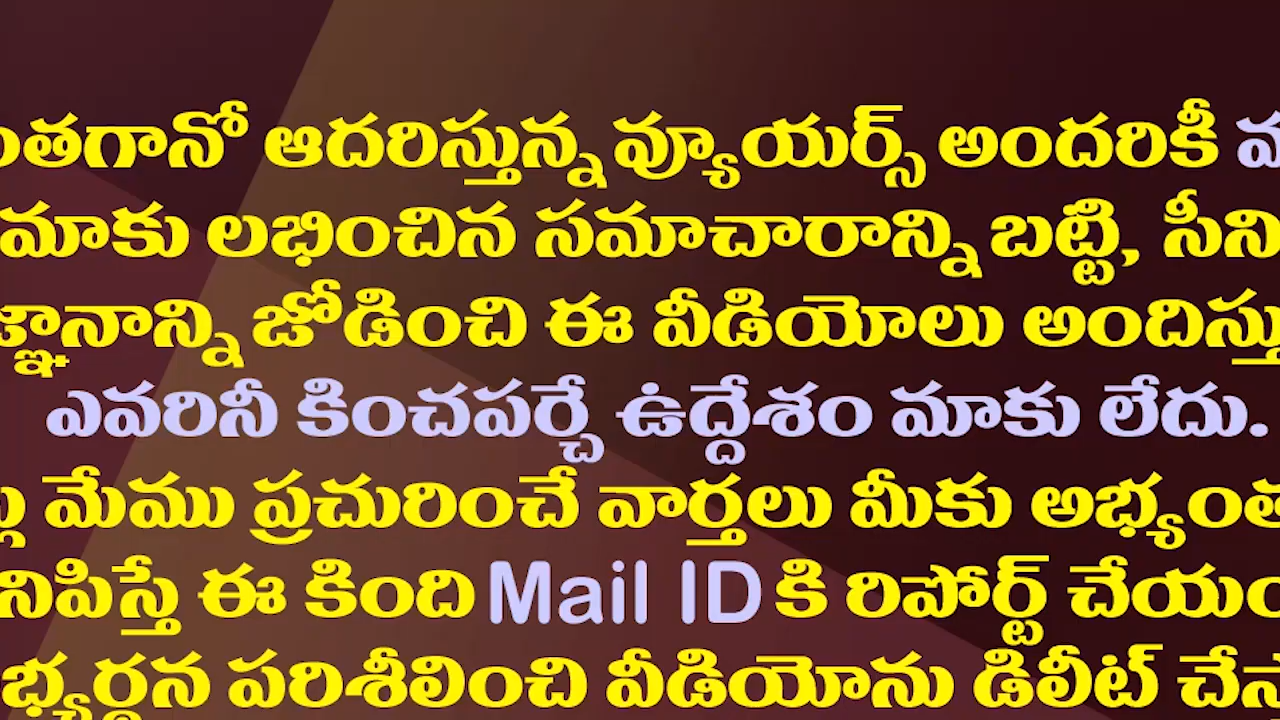 ఆదరిస్తున్న వ్యూయర్స్ అందరికీ
మాకు లభించిన సమాచారాన్ని బట్టి,
జోడించి ఈ వీడియోలు
ఎవరినీ కించపర్చే ఉద్దేశం మాకు లేదు.
మేము ప్రచురించే వార్తలు మీకు
ఈ కింది Mail ID కి రిపోర్ట్
పరిశీలించి వీడియోను డిలీట్